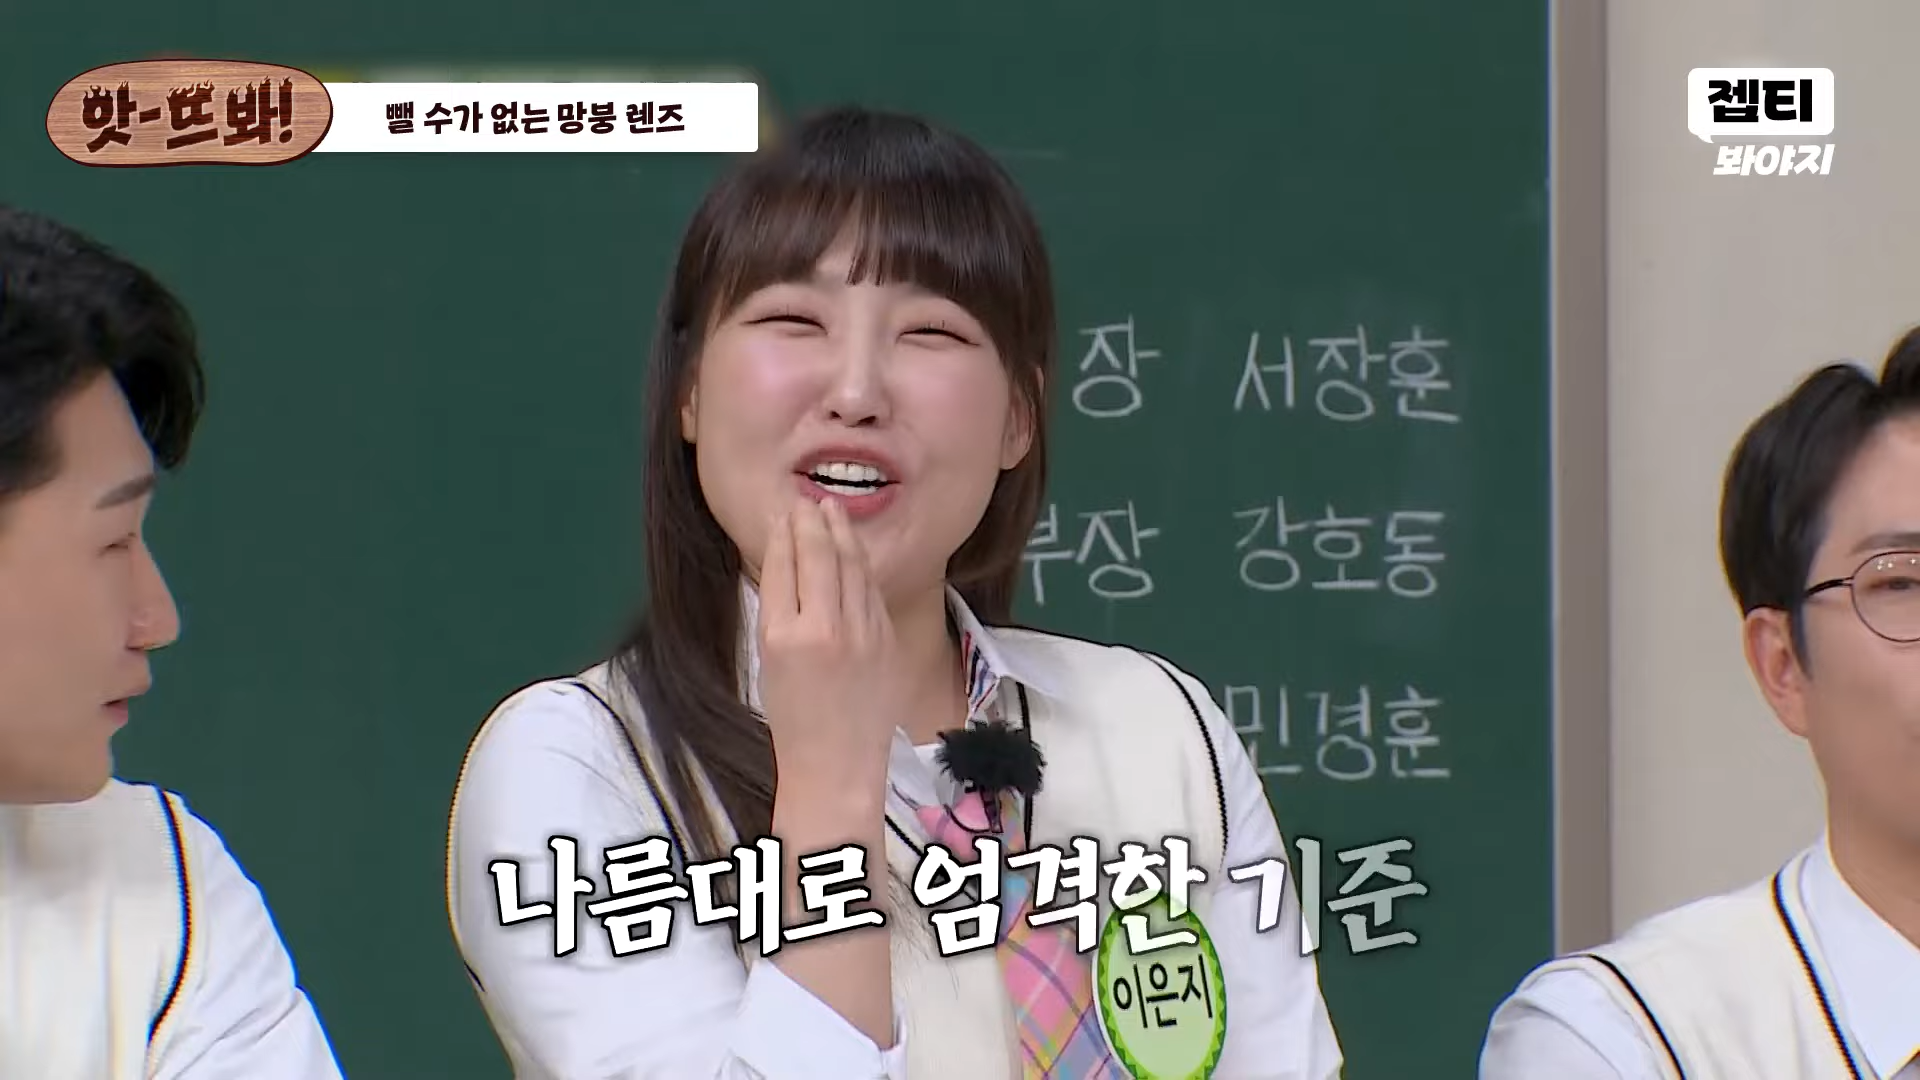 앗-뜨봐!
뺄 수가 없는 망붕 렌즈
젭티
봐야지
장 서장훈
부장 강호동
민경훈
나름대로 엄격한 기준
이은지